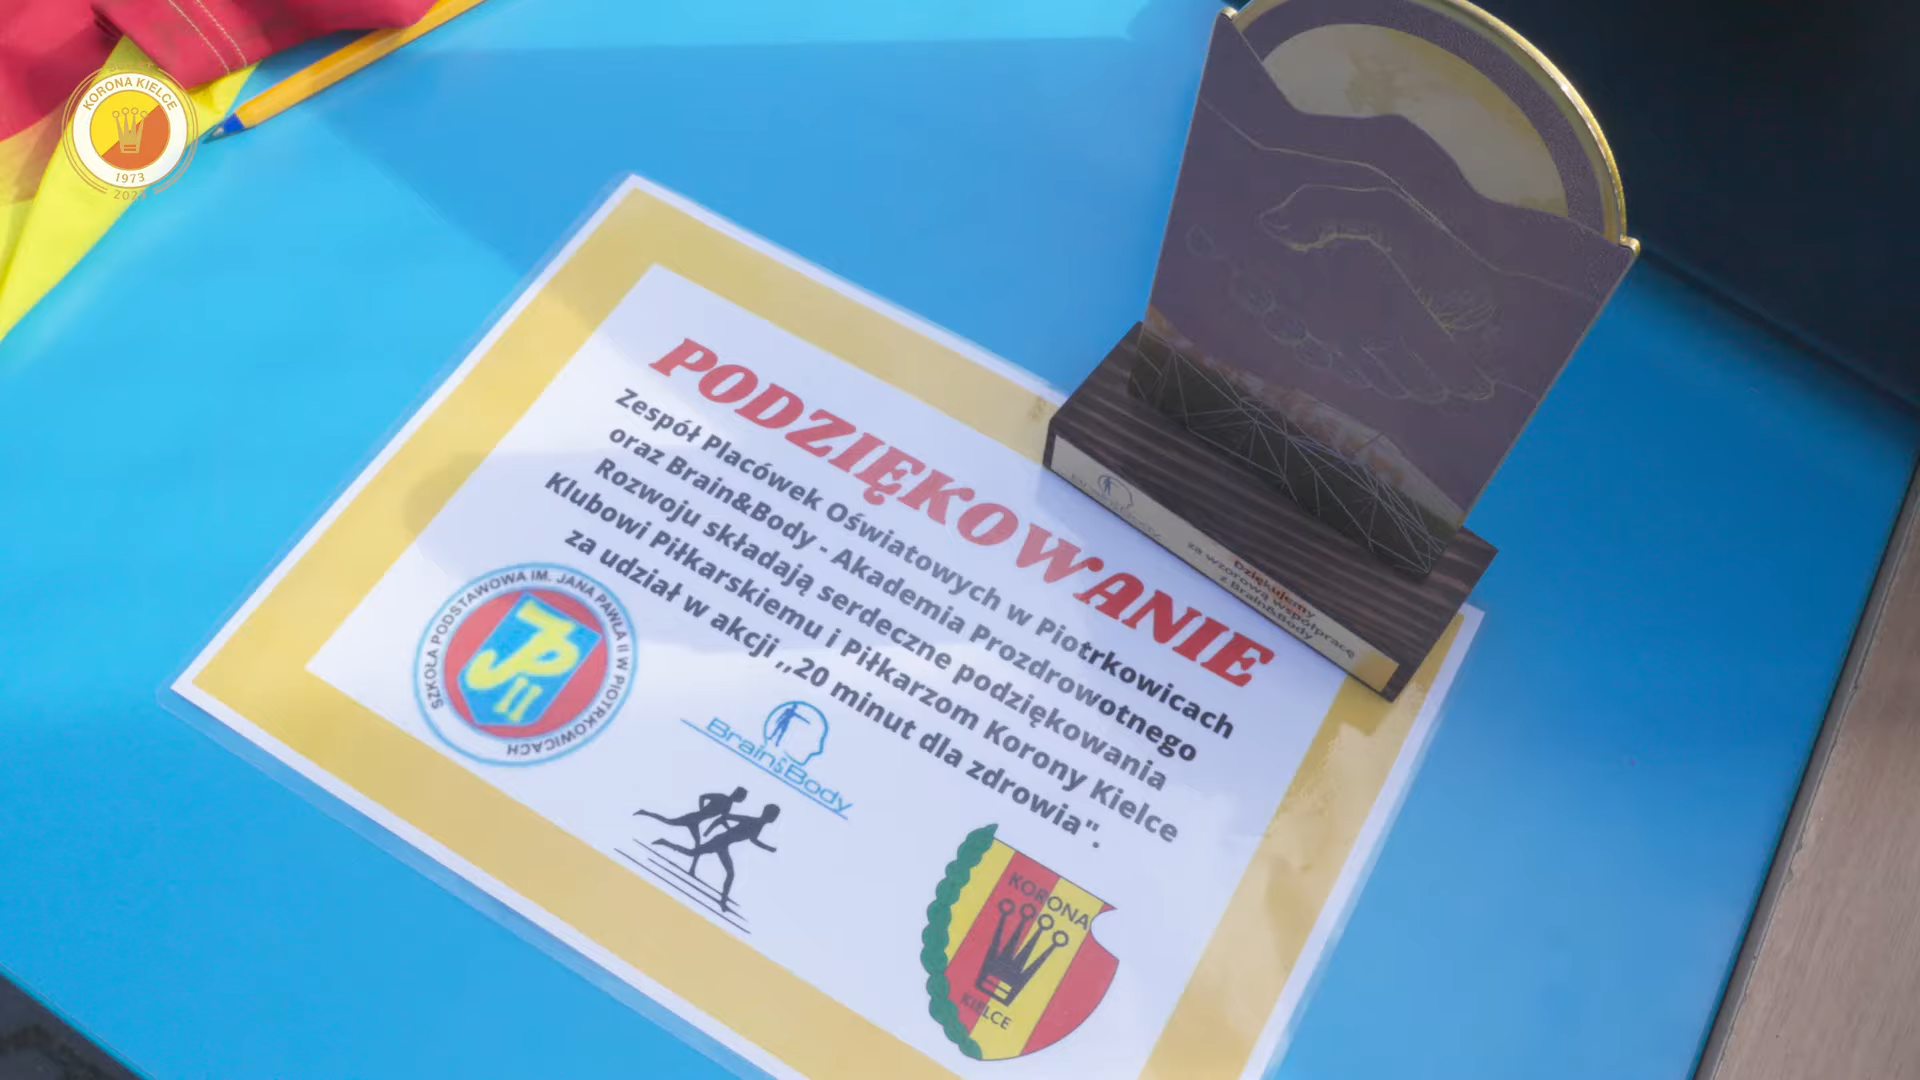 KORONA KIELCE
1973
PODZIĘKOWANIE
Zespół Placówek Oświatowych w Piotrkowicach
oraz Brain&Body - Akademia Prozdrowotnego
Rozwoju składają serdeczne podziękowania
Klubowi Piłkarskiemu i Piłkarzom Korony Kielce
za udział w akcji ,,20 minut dla zdrowia".
SZKOŁA PODSTAWOWA IM. JANA PAWŁA II W PIOTRKOWICACH
JP
II
Brain&Body
KORONA
KIELCE
Dziękujemy
za wzorową współpracę
z Brain&Body